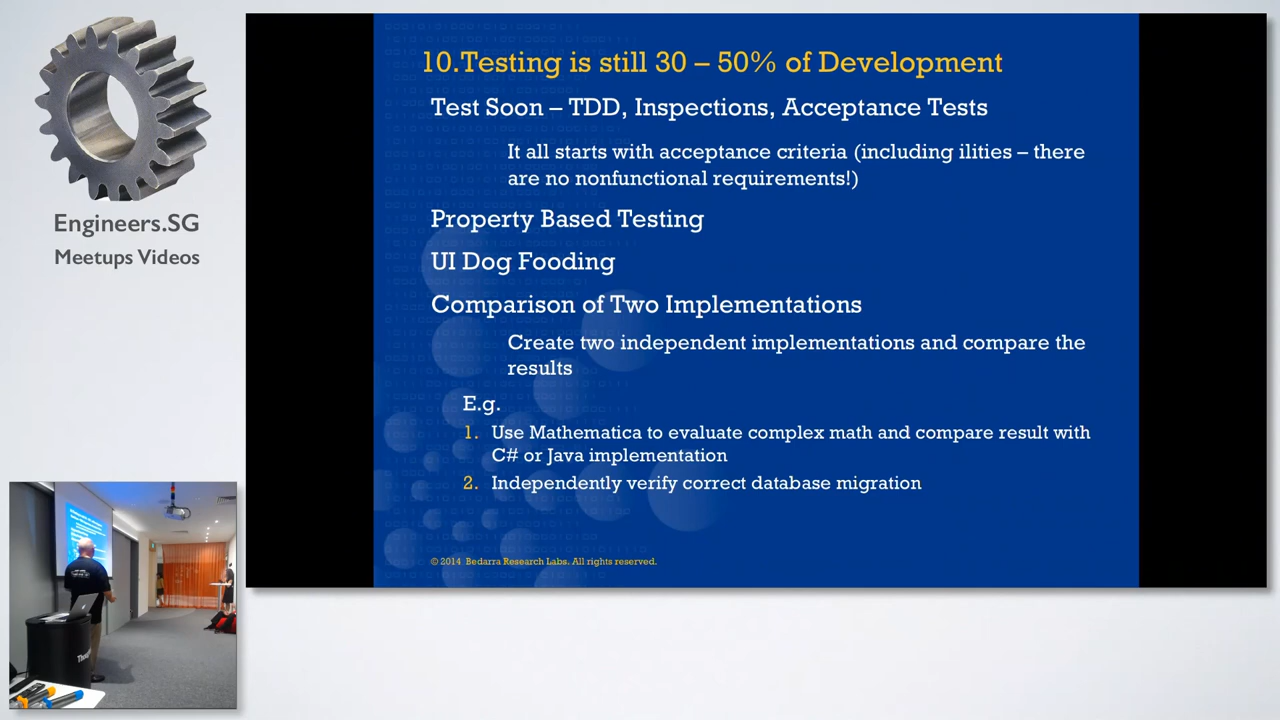 Engineers.SG
Meetups Videos
10.Testing is still 30 – 50% of Development
Test Soon – TDD, Inspections, Acceptance Tests
It all starts with acceptance criteria (including ilities – there
are no nonfunctional requirements!)
Property Based Testing
UI Dog Fooding
Comparison of Two Implementations
Create two independent implementations and compare the
results
E.g.
1. Use Mathematica to evaluate complex math and compare result with
C# or Java implementation
2. Independently verify correct database migration
© 2014 Bedarra Research Labs. All rights reserved.